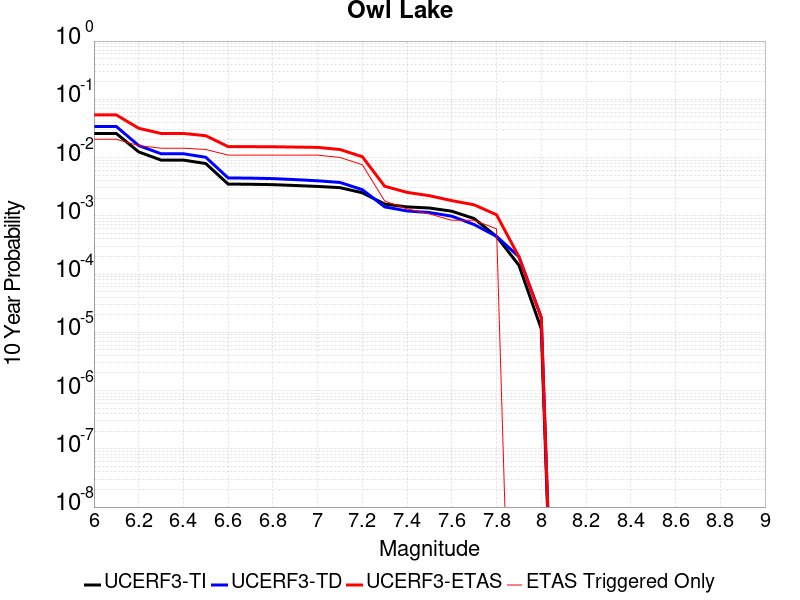 Owl Lake
10^0
10^-1
10^-2
10^-3
10^-4
10^-5
10^-6
10^-7
10^-8
10 Year Probability
6 6.2 6.4 6.6 6.8 7 7.2 7.4 7.6 7.8 8 8.2 8.4 8.6 8.8 9
Magnitude
UCERF3-TI UCERF3-TD UCERF3-ETAS ETAS Triggered Only